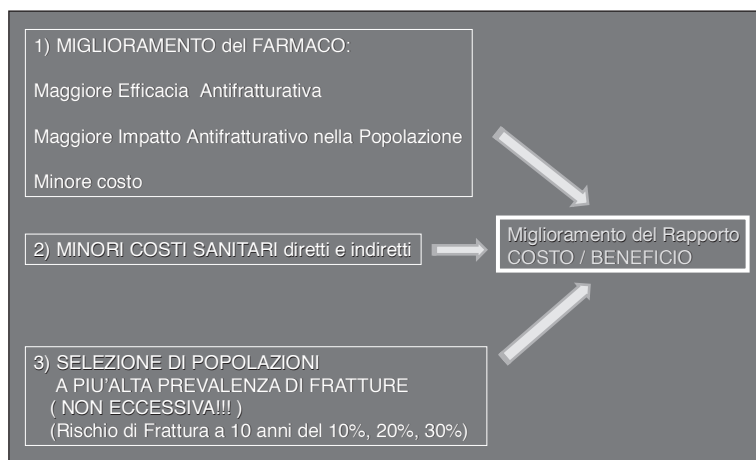 1) MIGLIORAMENTO del FARMACO:
Maggiore Efficacia Antifratturativa
Maggiore Impatto Antifratturativo nella Popolazione
Minore costo
2) MINORI COSTI SANITARI diretti e indiretti
Miglioramento del Rapporto
COSTO / BENEFICIO
3) SELEZIONE DI POPOLAZIONI
A PIU'ALTA PREVALENZA DI FRATTURE
( NON ECCESSIVA!!! )
(Rischio di Frattura a 10 anni del 10%, 20%, 30%)